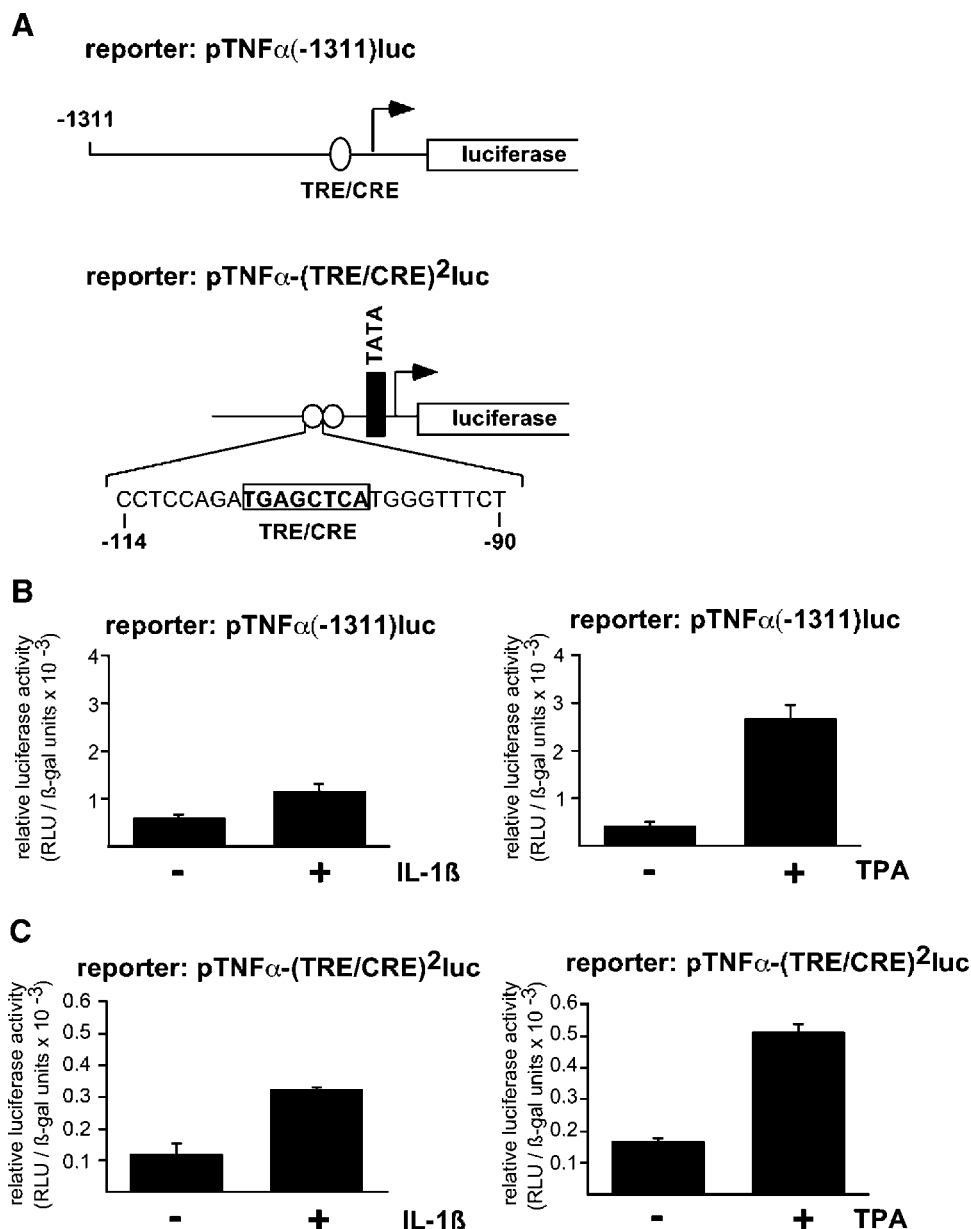 A
reporter: pTNFα(-1311)luc
-1311
luciferase
TRE/CRE
reporter: pTNFα-(TRE/CRE)²luc
TATA
luciferase
CCTCCAGATGAGCTCATGGGTTTCT
TRE/CRE
-114
-90
B
reporter: pTNFα(-1311)luc
relative luciferase activity
(RLU / ß-gal units x 10 -3)
4
3
2
1
- + IL-1ß
reporter: pTNFα(-1311)luc
relative luciferase activity
(RLU / ß-gal units x 10 -3)
4
3
2
1
- + TPA
C
reporter: pTNFα-(TRE/CRE)²luc
relative luciferase activity
(RLU / ß-gal units x 10 -3)
0.6
0.5
0.4
0.3
0.2
0.1
- + IL-1ß
reporter: pTNFα-(TRE/CRE)²luc
relative luciferase activity
(RLU / ß-gal units x 10 -3)
0.6
0.5
0.4
0.3
0.2
0.1
- + TPA